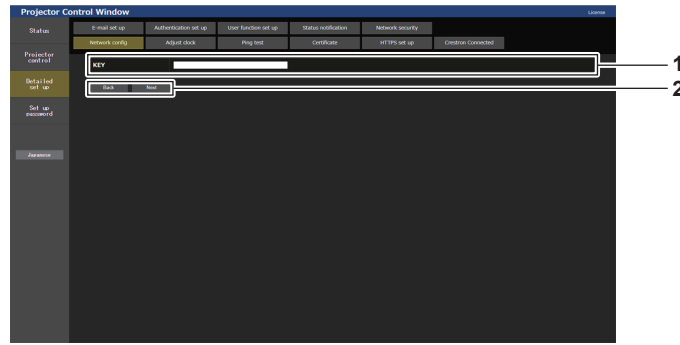 Projector Control Window
License
Status
E-mail set up
Authentication set up
User function set up
Status notification
Network security
Network config
Adjust clock
Ping test
Certificate
HTTPS set up
Crestron Connected
Projector
control
KEY
1
Detailed
set up
Back
Next
2
Set up
password
Japanese